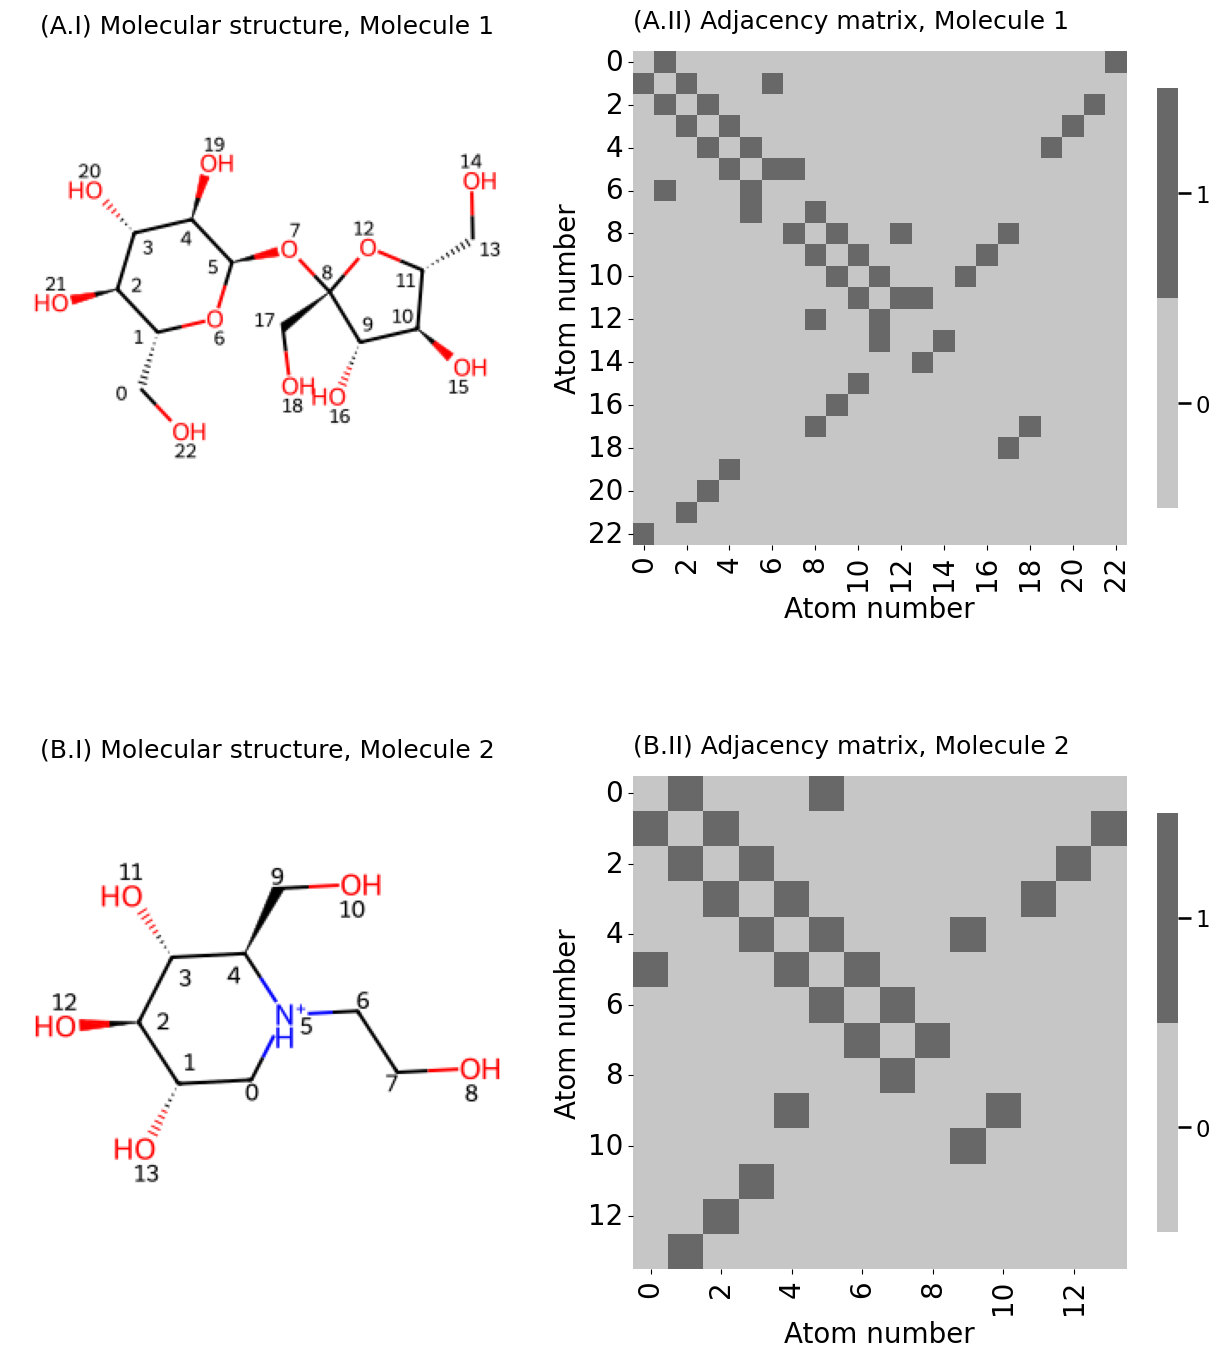 (A.I) Molecular structure, Molecule 1
19
OH
20
HO
3
4
5
7
O
21
HO
2
1
O
6
0
OH
22
8
12
O
11
14
OH
13
17
9
10
OH
18
HO
16
OH
15
(A.II) Adjacency matrix, Molecule 1
Atom number
0
2
4
6
8
10
12
14
16
18
20
22
0 2 4 6 8 10 12 14 16 18 20 22
Atom number
1
0
(B.I) Molecular structure, Molecule 2
11
HO
9
OH
10
3
4
12
HO
2
N+
H
5
6
1
0
7
OH
8
HO
13
(B.II) Adjacency matrix, Molecule 2
Atom number
0
2
4
6
8
10
12
0 2 4 6 8 10 12
Atom number
1
0